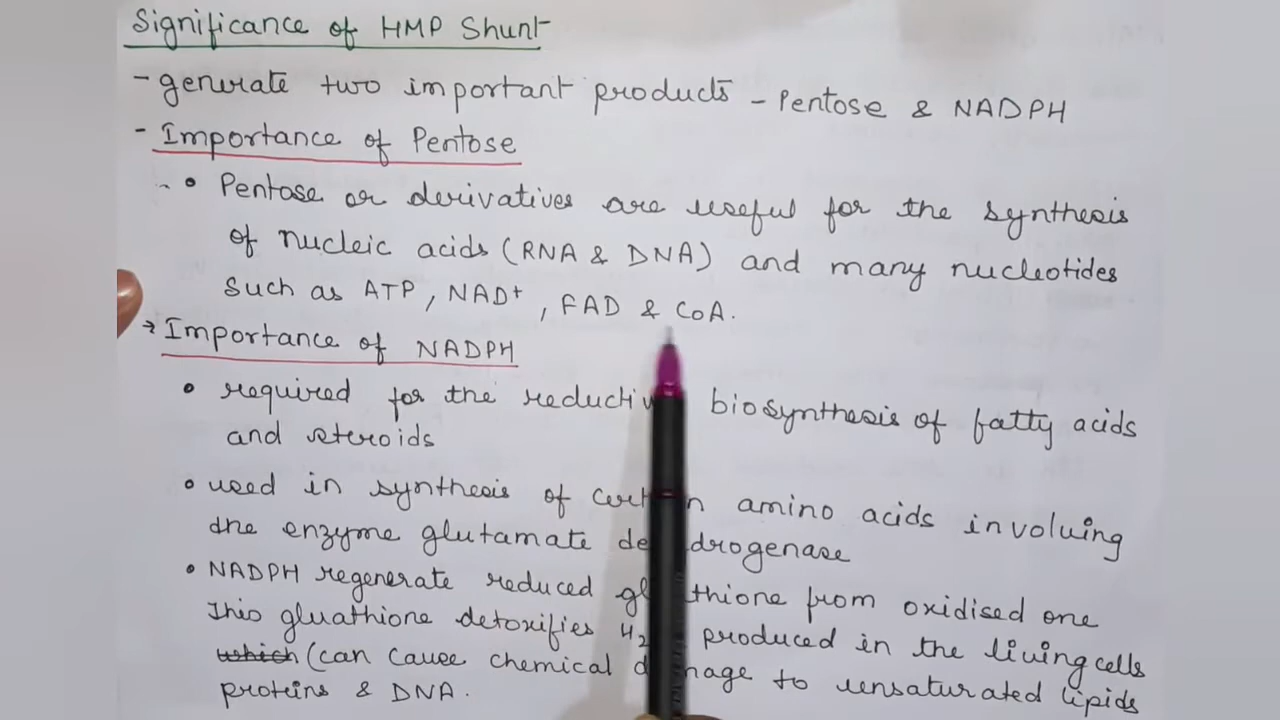 Significance of HMP Shunt
- generate two important products - Pentose & NADPH
- Importance of Pentose
• Pentose or derivatives are useful for the synthesis
of nucleic acids (RNA & DNA) and many nucleotides
such as ATP, NAD+, FAD & CoA.
→ Importance of NADPH
• required for the biosynthesis of fatty acids
and steroids
• used in synthesis of amino acids involving
the enzyme glutamate
• NADPH regenerate reduced from oxidised one
This gluathione detoxifies produced in the living cells
which (can cause chemical to unsaturated lipids
proteins & DNA.